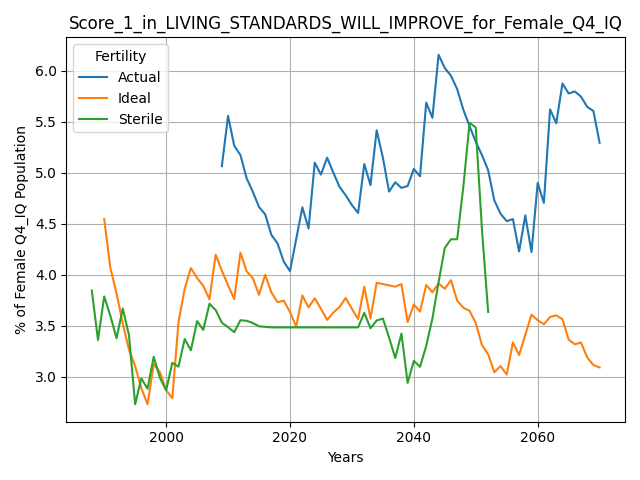 Score_1_in_LIVING_STANDARDS_WILL_IMPROVE_for_Female_Q4_IQ
Fertility
Actual
Ideal
Sterile
% of Female Q4_IQ Population
6.0
5.5
5.0
4.5
4.0
3.5
3.0
2000
2020
2040
2060
Years